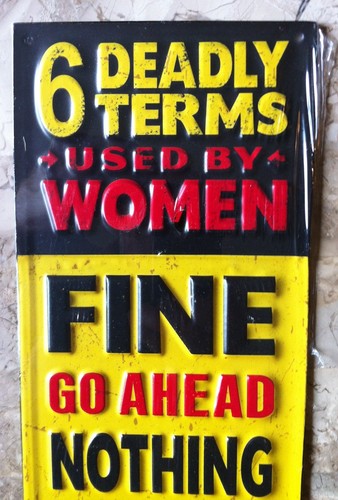 6 DEADLY
TERMS
USED BY
WOMEN
FINE
GO AHEAD
NOTHING